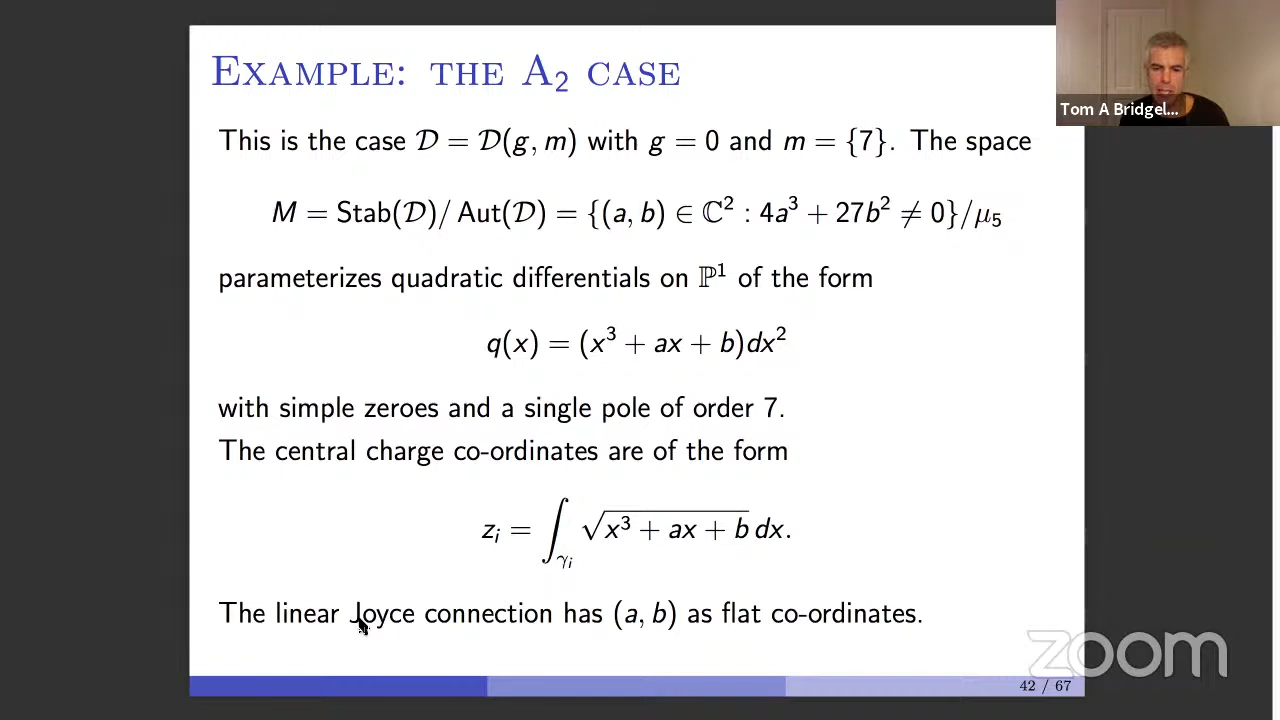 Example: the A₂ case
This is the case 𝒟 = 𝒟(g, m) with g = 0 and m = {7}. The space
M = Stab(𝒟)/ Aut(𝒟) = {(a, b) ∈ ℂ² : 4a³ + 27b² ≠ 0}/μ₅
parameterizes quadratic differentials on ℙ¹ of the form
q(x) = (x³ + ax + b)dx²
with simple zeroes and a single pole of order 7.
The central charge co-ordinates are of the form
zᵢ = ∫_γᵢ √(x³ + ax + b) dx.
The linear Joyce connection has (a, b) as flat co-ordinates.
42 / 67
Tom A Bridgel...
zoom